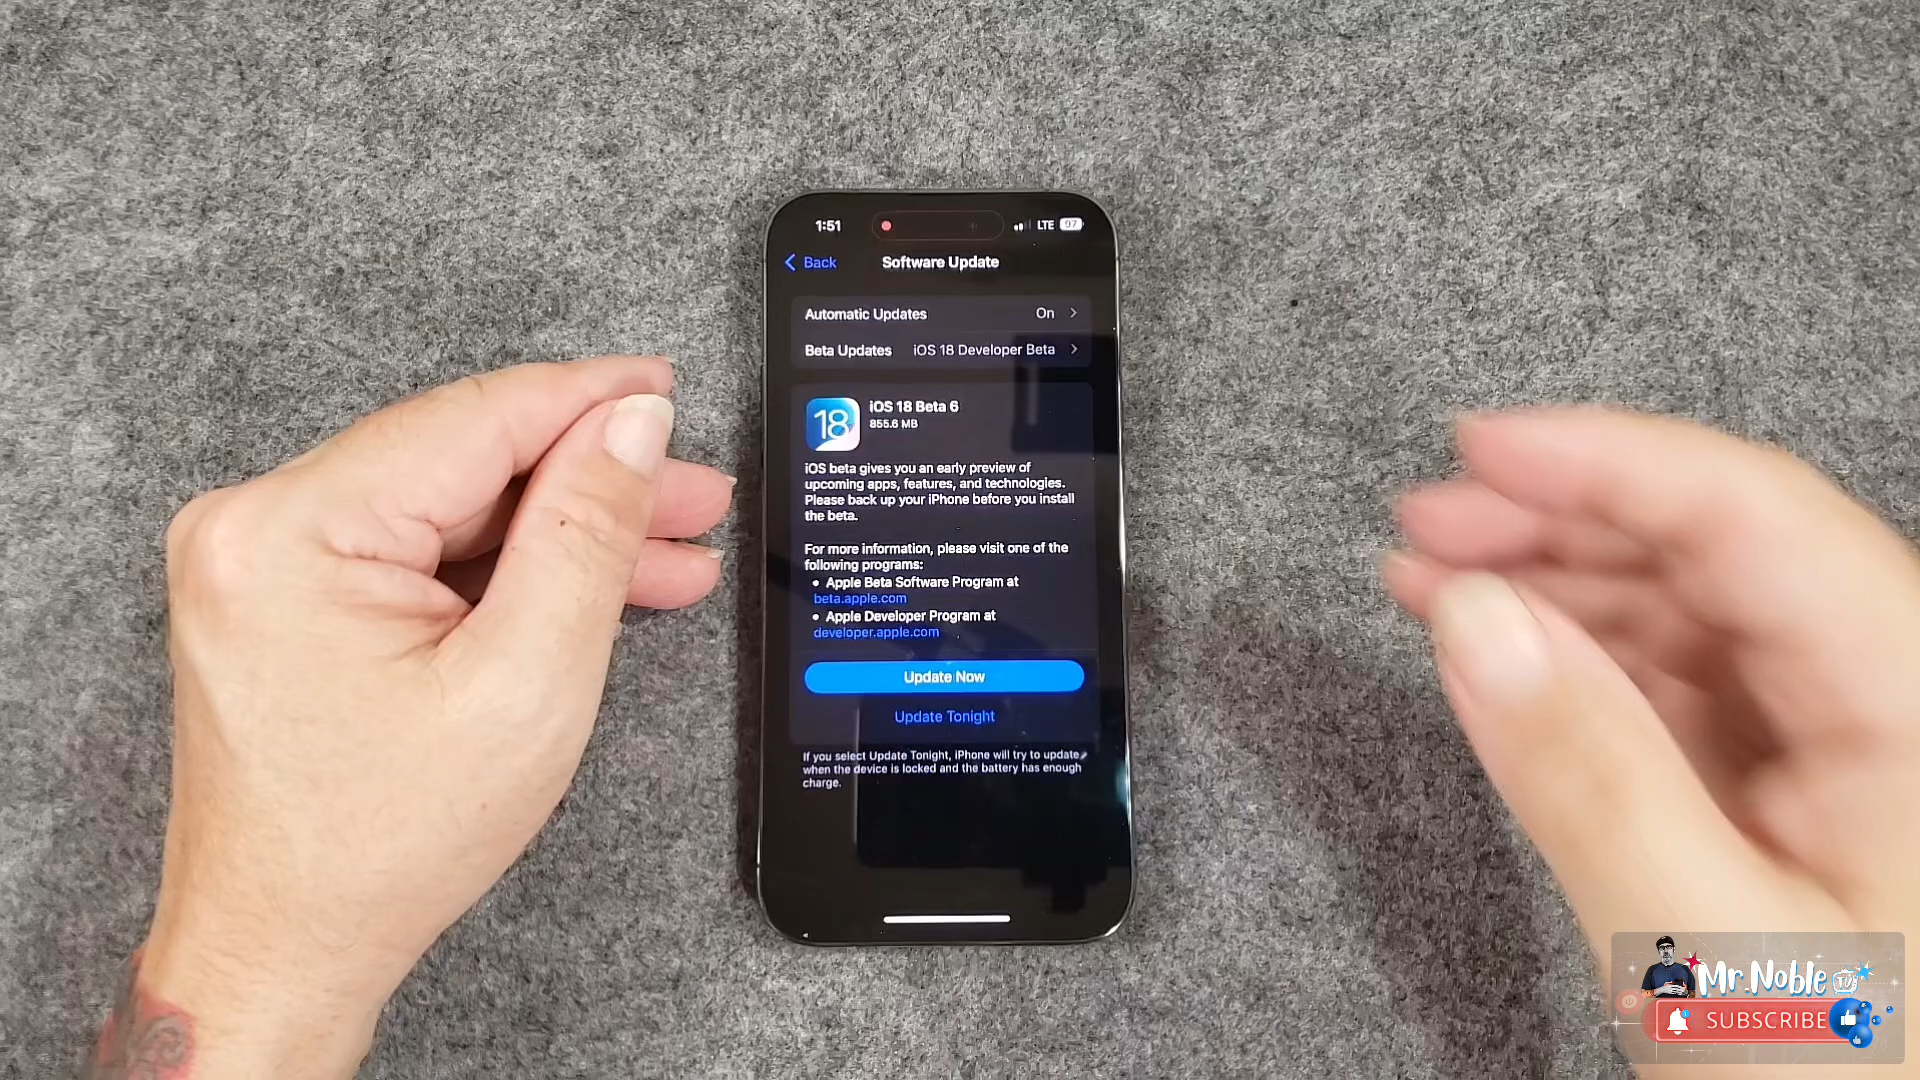 1:51
LTE 97
Back
Software Update
Automatic Updates On
Beta Updates iOS 18 Developer Beta
18
iOS 18 Beta 6
855.6 MB
iOS beta gives you an early preview of
upcoming apps, features, and technologies.
Please back up your iPhone before you install
the beta.
For more information, please visit one of the
following programs:
• Apple Beta Software Program at
beta.apple.com
• Apple Developer Program at
developer.apple.com
Update Now
Update Tonight
If you select Update Tonight, iPhone will try to update
when the device is locked and the battery has enough
charge.
Mr.Noble
SUBSCRIBE